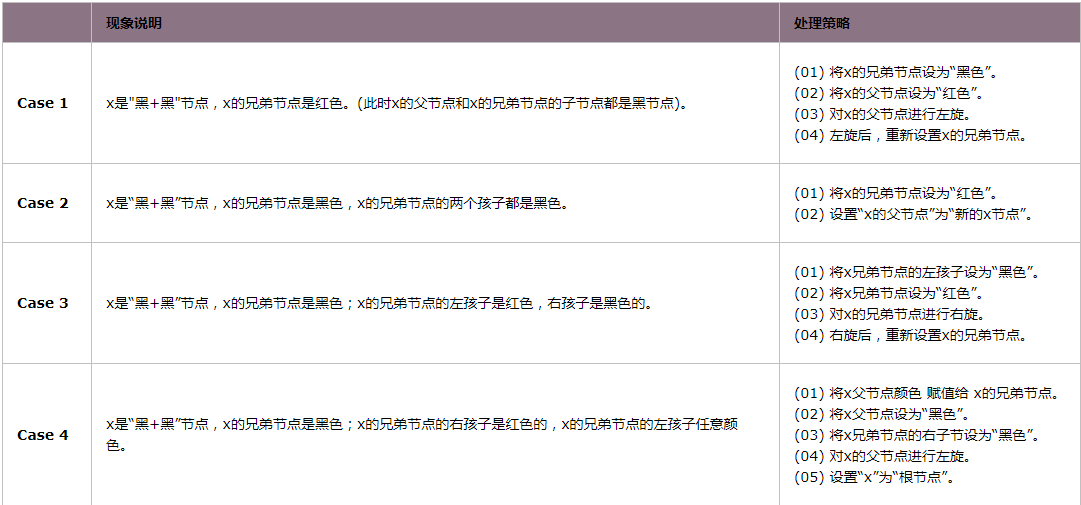 现象说明
处理策略
Case 1
x是"黑+黑"节点，x的兄弟节点是红色。(此时x的父节点和x的兄弟节点的子节点都是黑节点)。
(01) 将x的兄弟节点设为“黑色”。
(02) 将x的父节点设为“红色”。
(03) 对x的父节点进行左旋。
(04) 左旋后，重新设置x的兄弟节点。
Case 2
x是“黑+黑”节点，x的兄弟节点是黑色，x的兄弟节点的两个孩子都是黑色。
(01) 将x的兄弟节点设为“红色”。
(02) 设置“x的父节点”为“新的x节点”。
Case 3
x是“黑+黑”节点，x的兄弟节点是黑色；x的兄弟节点的左孩子是红色，右孩子是黑色的。
(01) 将x兄弟节点的左孩子设为“黑色”。
(02) 将x兄弟节点设为“红色”。
(03) 对x的兄弟节点进行右旋。
(04) 右旋后，重新设置x的兄弟节点。
Case 4
x是“黑+黑”节点，x的兄弟节点是黑色；x的兄弟节点的右孩子是红色的，x的兄弟节点的左孩子任意颜
色。
(01) 将x父节点颜色 赋值给 x的兄弟节点。
(02) 将x父节点设为“黑色”。
(03) 将x兄弟节点的右子节设为“黑色”。
(04) 对x的父节点进行左旋。
(05) 设置“x”为“根节点”。